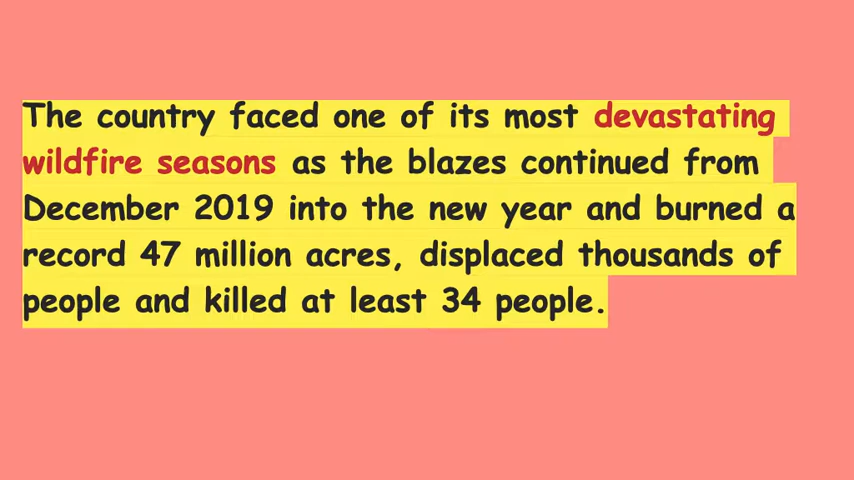 The country faced one of its most devastating
wildfire seasons as the blazes continued from
December 2019 into the new year and burned a
record 47 million acres, displaced thousands of
people and killed at least 34 people.